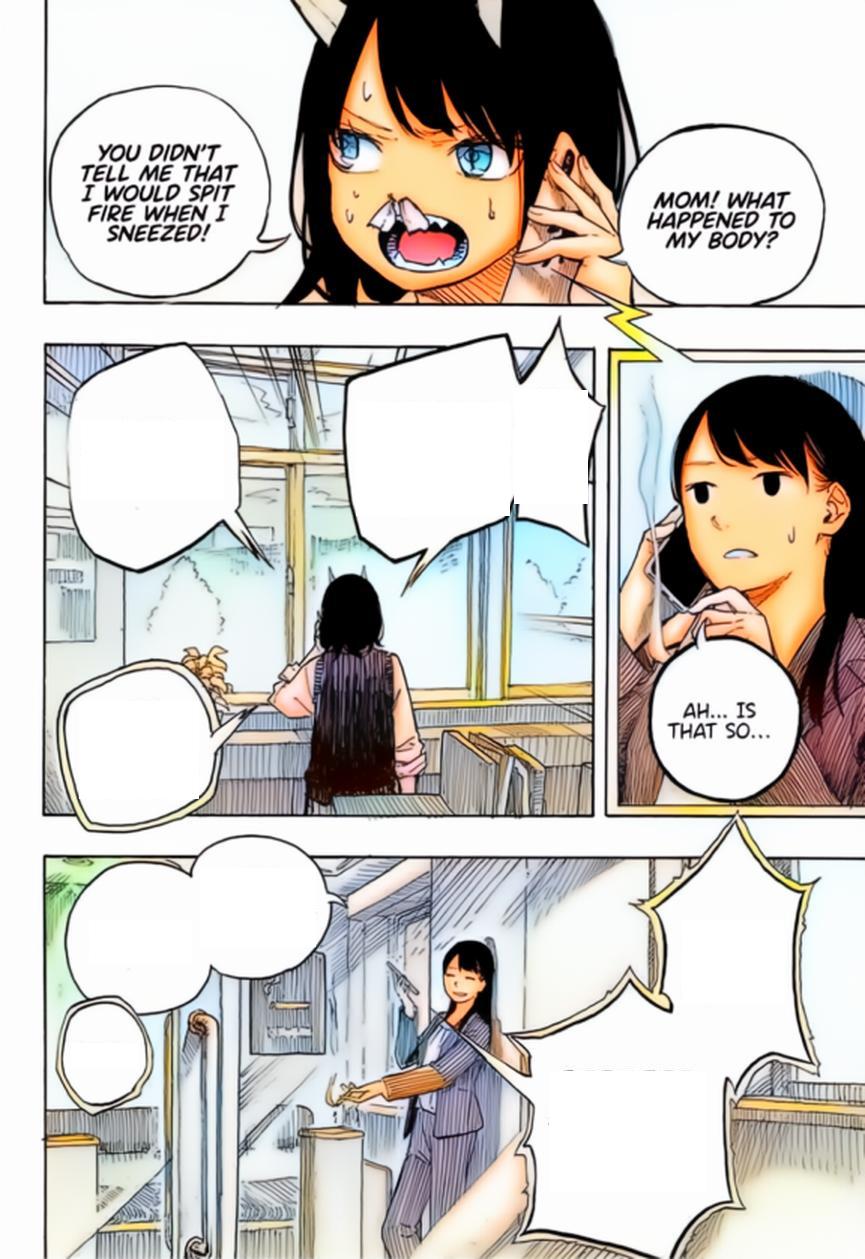 MOM! WHAT
HAPPENED TO
MY BODY?
YOU DIDN'T
TELL ME THAT
I WOULD SPIT
FIRE WHEN I
SNEEZED!
AH... IS
THAT SO...